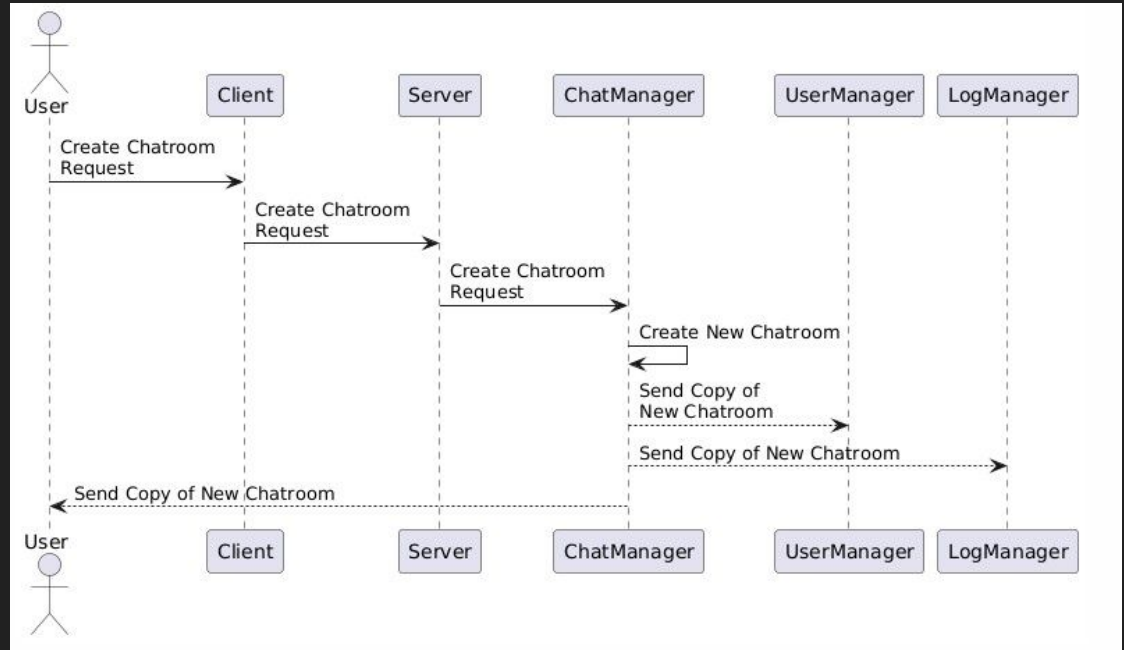 User
Client
Server
ChatManager
UserManager
LogManager
Create Chatroom
Request
Create Chatroom
Request
Create Chatroom
Request
Create New Chatroom
Send Copy of
New Chatroom
Send Copy of New Chatroom
Send Copy of New Chatroom
User
Client
Server
ChatManager
UserManager
LogManager